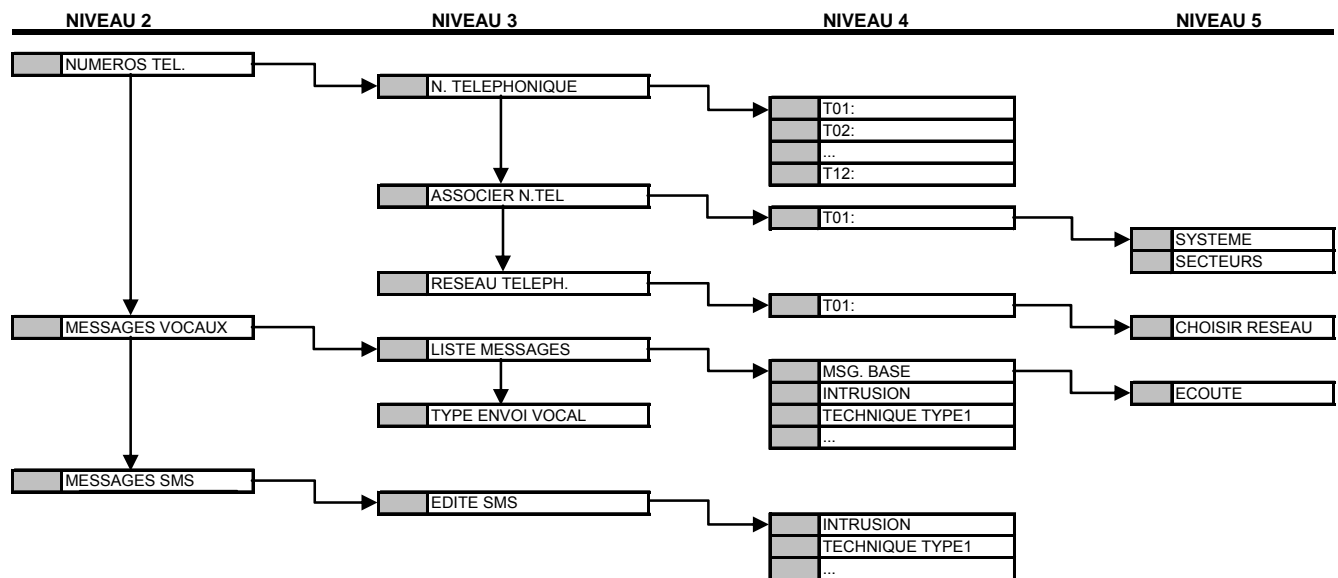 NIVEAU 2 NIVEAU 3 NIVEAU 4 NIVEAU 5
NUMEROS TEL.
N. TELEPHONIQUE
T01:
T02:
...
T12:
ASSOCIER N.TEL
T01:
SYSTEME
SECTEURS
RESEAU TELEPH.
T01:
MESSAGES VOCAUX
CHOISIR RESEAU
LISTE MESSAGES
MSG. BASE
INTRUSION
TECHNIQUE TYPE1
...
ECOUTE
TYPE ENVOI VOCAL
MESSAGES SMS
EDITE SMS
INTRUSION
TECHNIQUE TYPE1
...